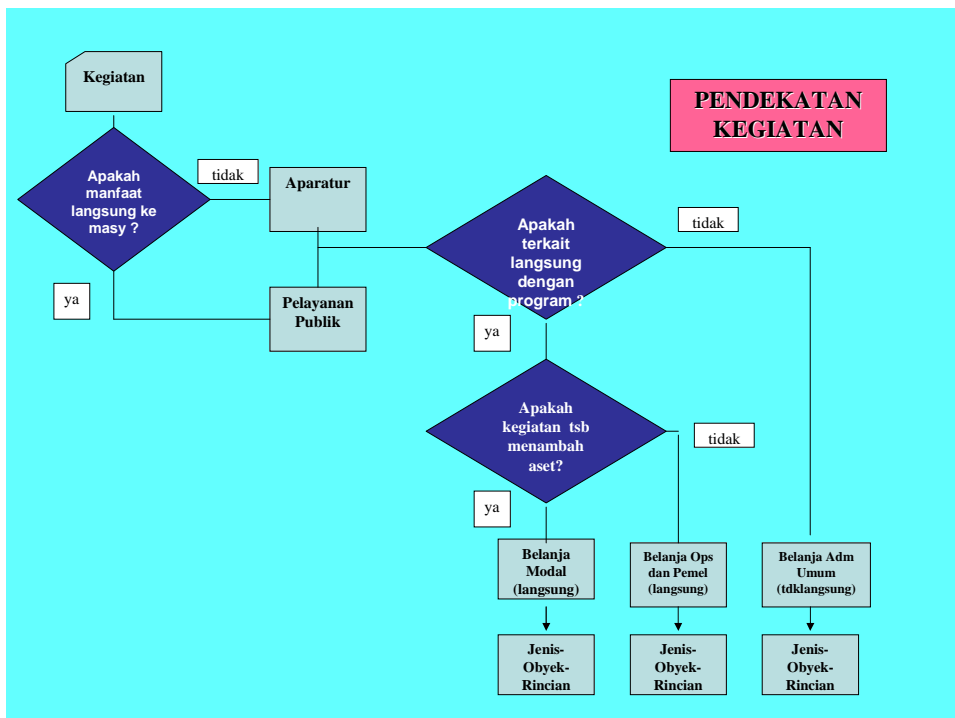 Kegiatan
PENDEKATAN
KEGIATAN
Apakah
manfaat
langsung ke
masy ?
tidak
Aparatur
ya
Pelayanan
Publik
Apakah
terkait
langsung
dengan
program ?
tidak
ya
Apakah
kegiatan tsb
menambah
aset?
tidak
ya
Belanja
Modal
(langsung)
Belanja Ops
dan Pemel
(langsung)
Belanja Adm
Umum
(tdklangsung)
Jenis-
Obyek-
Rincian
Jenis-
Obyek-
Rincian
Jenis-
Obyek-
Rincian